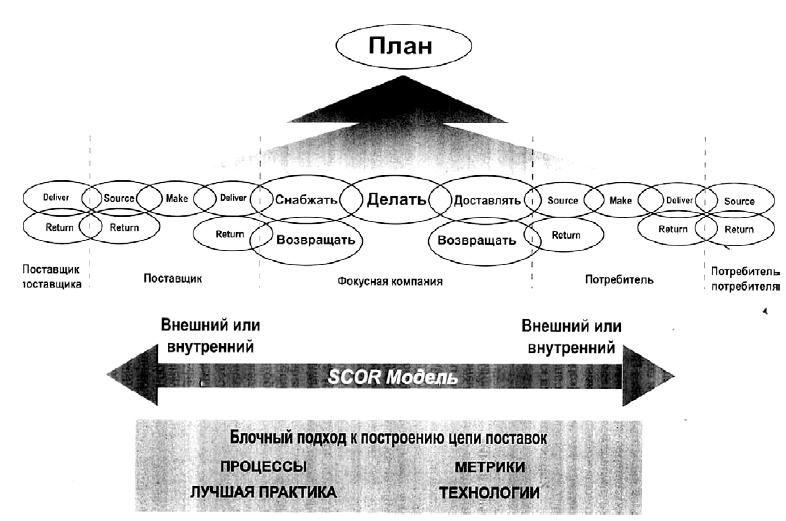 План
Deliver Source Make Deliver Снабжать Делать Доставлять Source Make Deliver Source
Return Return Return Возвращать Возвращать Return Return Return
Поставщик Поставщик Фокусная компания Потребитель Потребитель
поставщика потребителя
Внешний или Внешний или
внутренний внутренний
SCOR Модель
Блочный подход к построению цепи поставок
ПРОЦЕССЫ МЕТРИКИ
ЛУЧШАЯ ПРАКТИКА ТЕХНОЛОГИИ